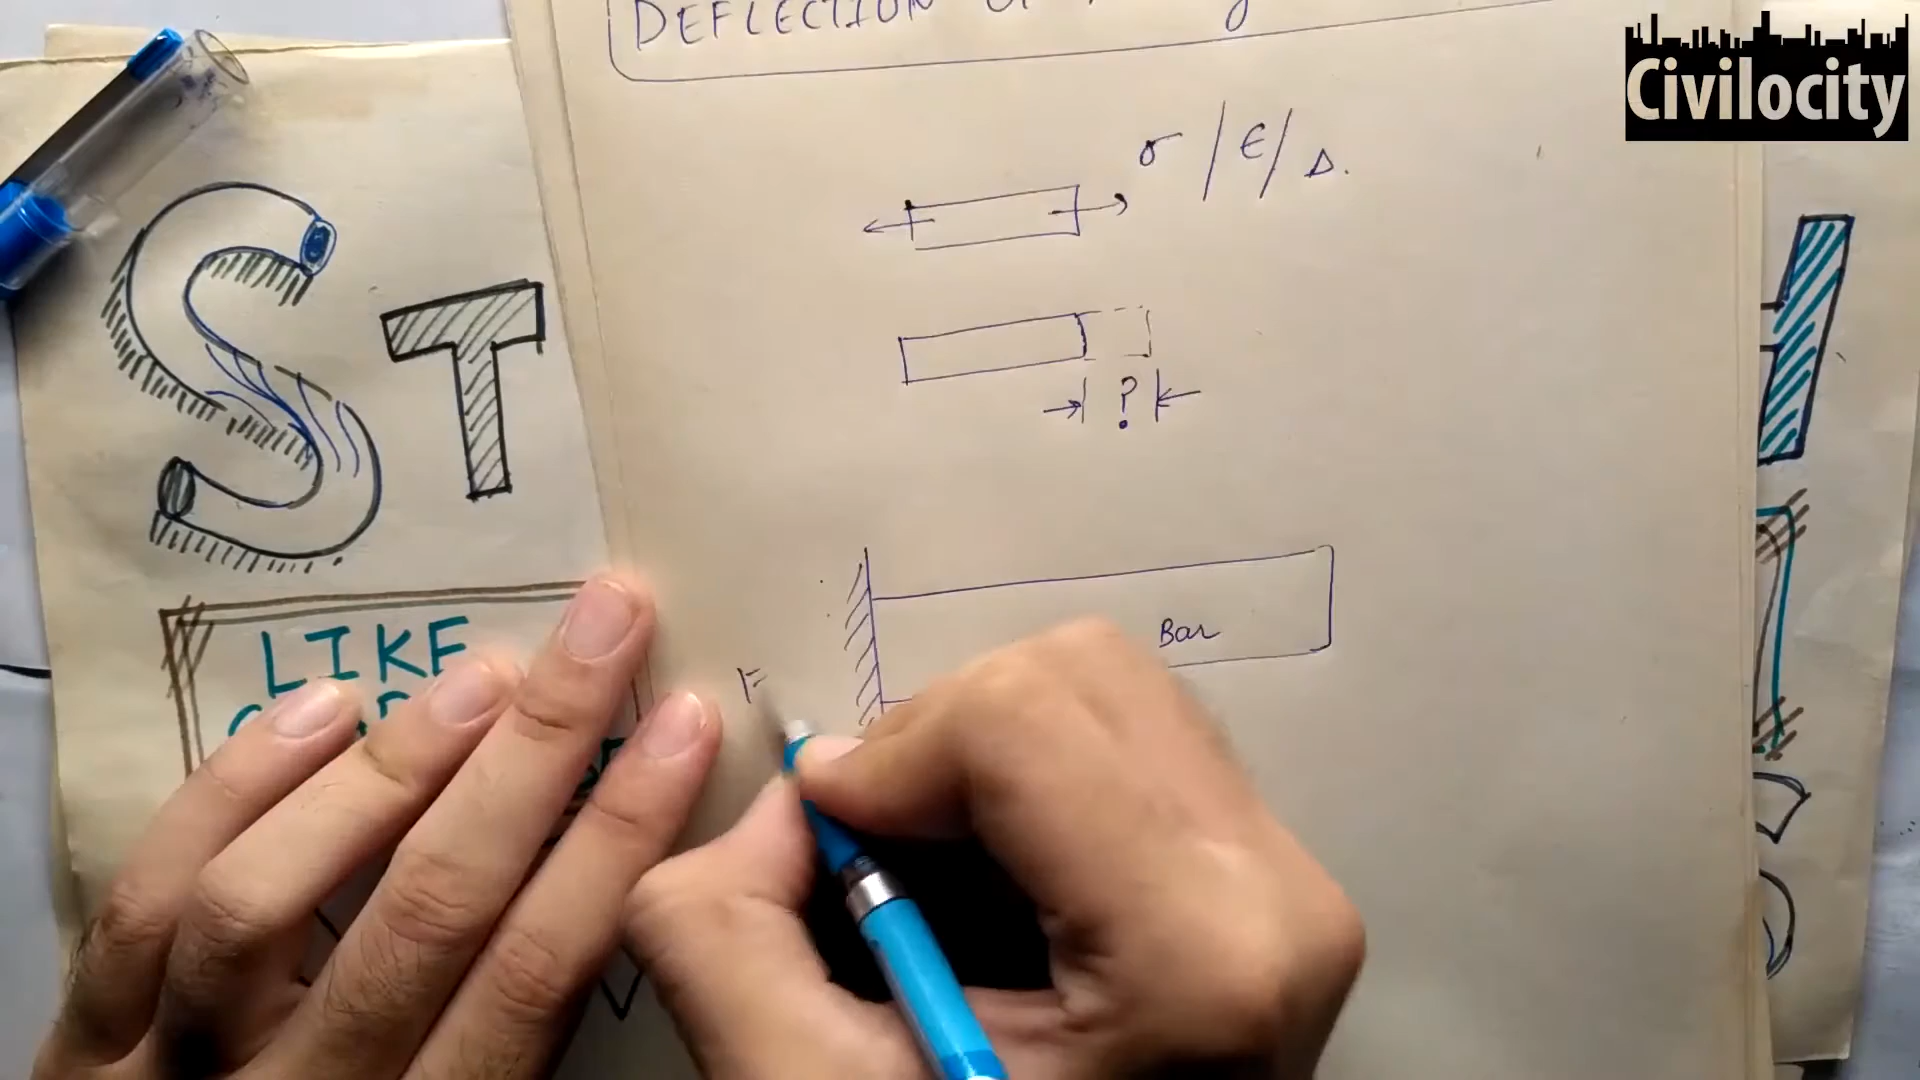 DEFLECTION
Civilocity
σ / ε / Δ.
ST
?
Bar
LIKE
F